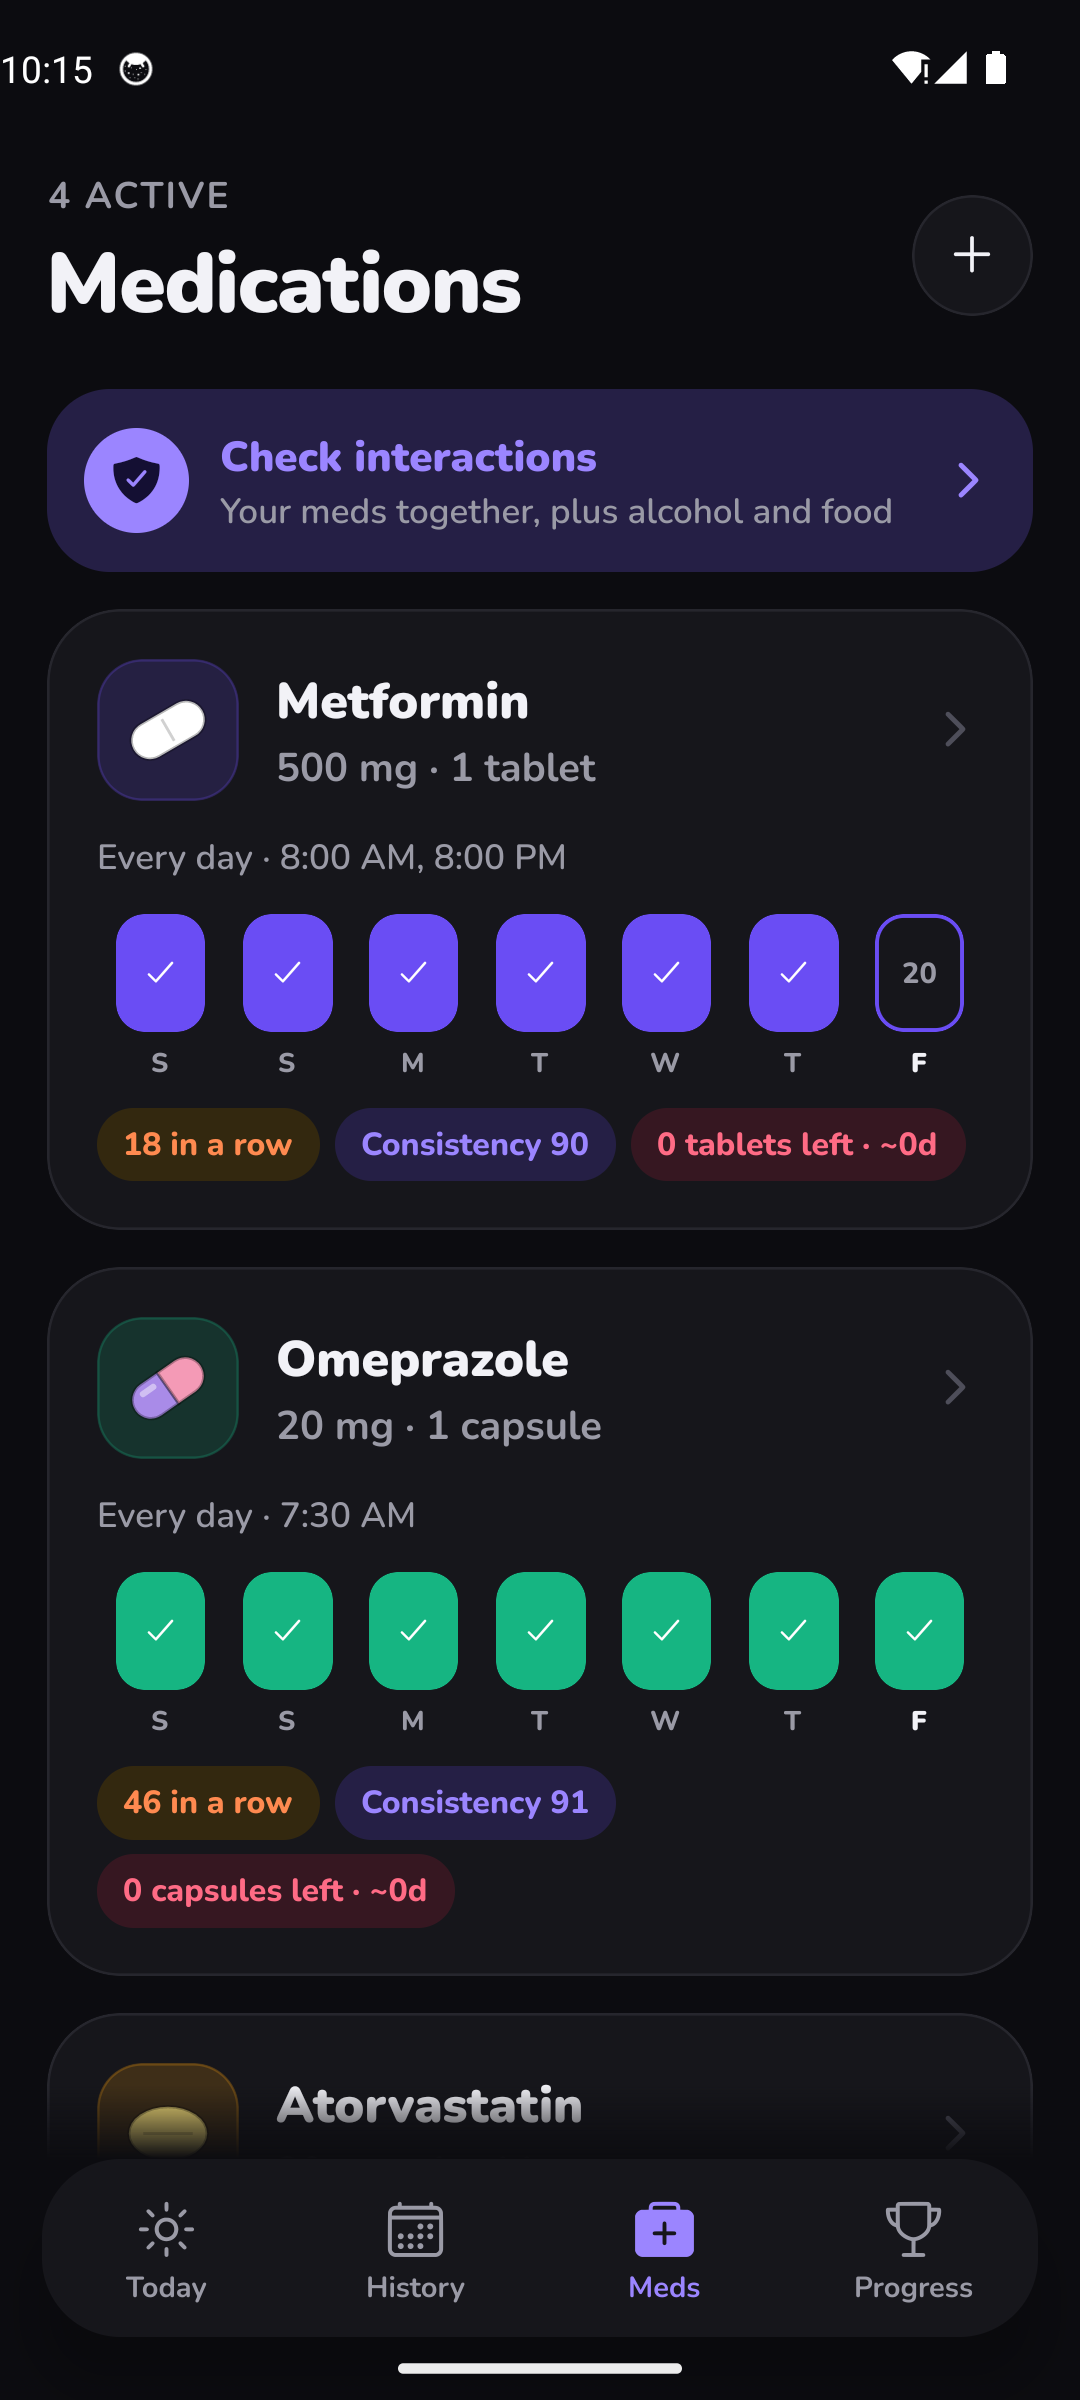 10:15
4 ACTIVE
Medications
Check interactions
Your meds together, plus alcohol and food
Metformin
500 mg · 1 tablet
Every day · 8:00 AM, 8:00 PM
20
S S M T W T F
18 in a row Consistency 90 0 tablets left · ~0d
Omeprazole
20 mg · 1 capsule
Every day · 7:30 AM
S S M T W T F
46 in a row Consistency 91
0 capsules left · ~0d
Atorvastatin
Today History Meds Progress